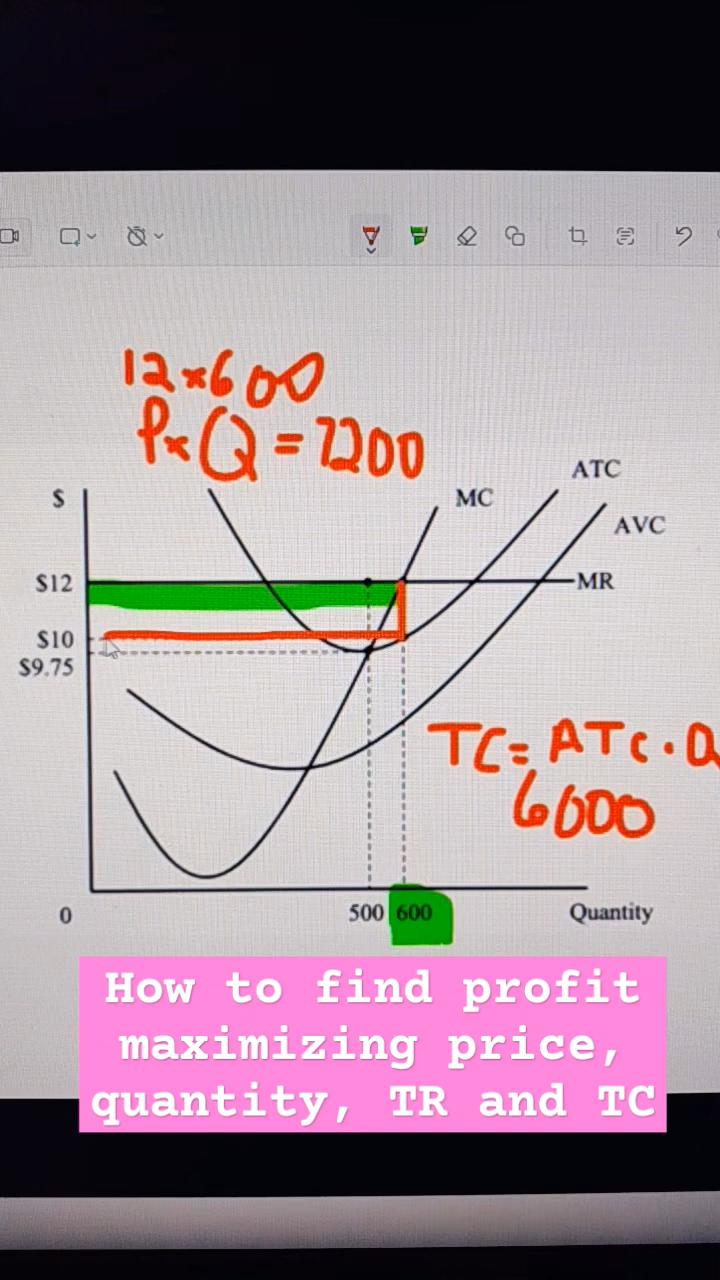 12×600
P×Q = 7200
$
MC
ATC
AVC
$12
MR
$10
$9.75
TC = ATC · Q
6000
0
500
600
Quantity
How to find profit
maximizing price,
quantity, TR and TC